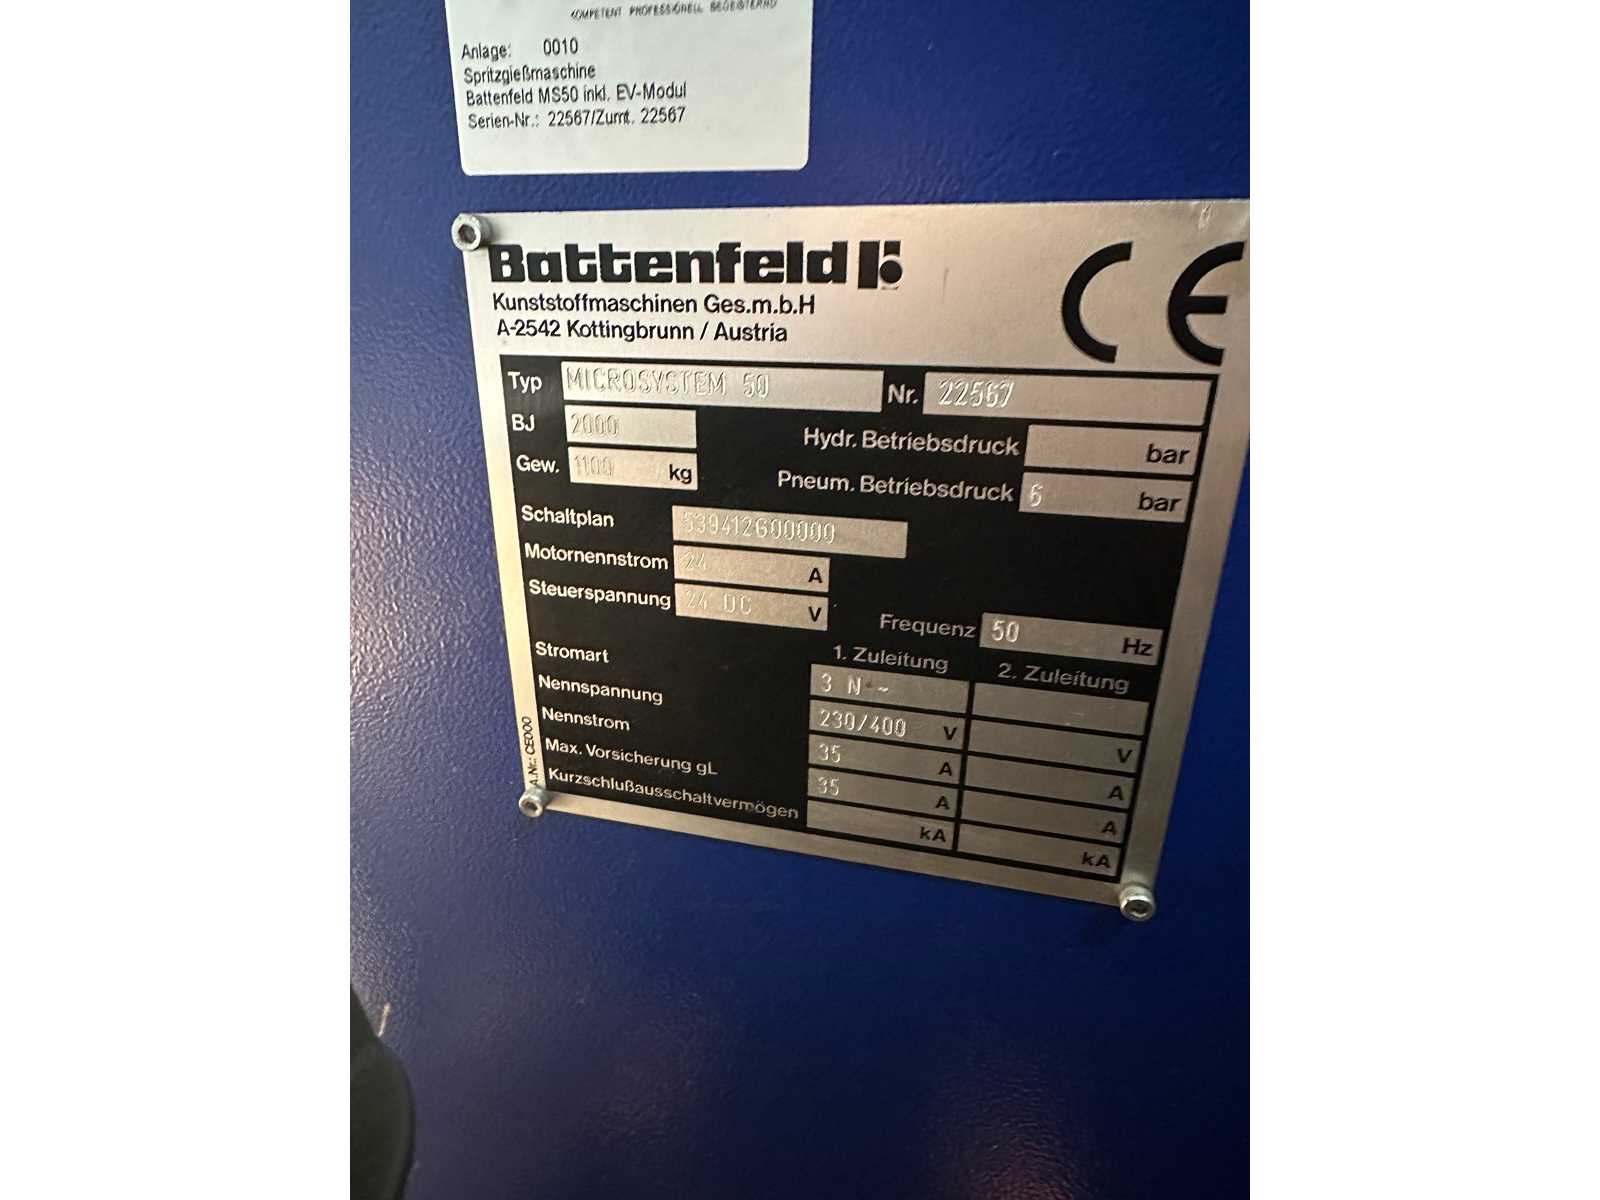 KOMPETENT PROFESSIONELL BEGEISTERND
Anlage: 0010
Spritzgießmaschine
Battenfeld MS50 inkl. EV-Modul
Serien-Nr.: 22567/Zumt. 22567
Battenfeld
CE
Kunststoffmaschinen Ges.m.b.H
A-2542 Kottingbrunn / Austria
Typ MICROSYSTEM 50 Nr. 22567
BJ 2000 Hydr. Betriebsdruck bar
Gew. 1100 kg Pneum. Betriebsdruck 6 bar
Schaltplan 539412600000
Motornennstrom 24 A
Steuerspannung 24 DC V Frequenz 50 Hz
1. Zuleitung 2. Zuleitung
Stromart 3 N ~
Nennspannung 230/400 V V
Nennstrom 35 A A
Max. Vorsicherung gL 35 A A
Kurzschlußausschaltvermögen kA kA
A.Nr.: CE000